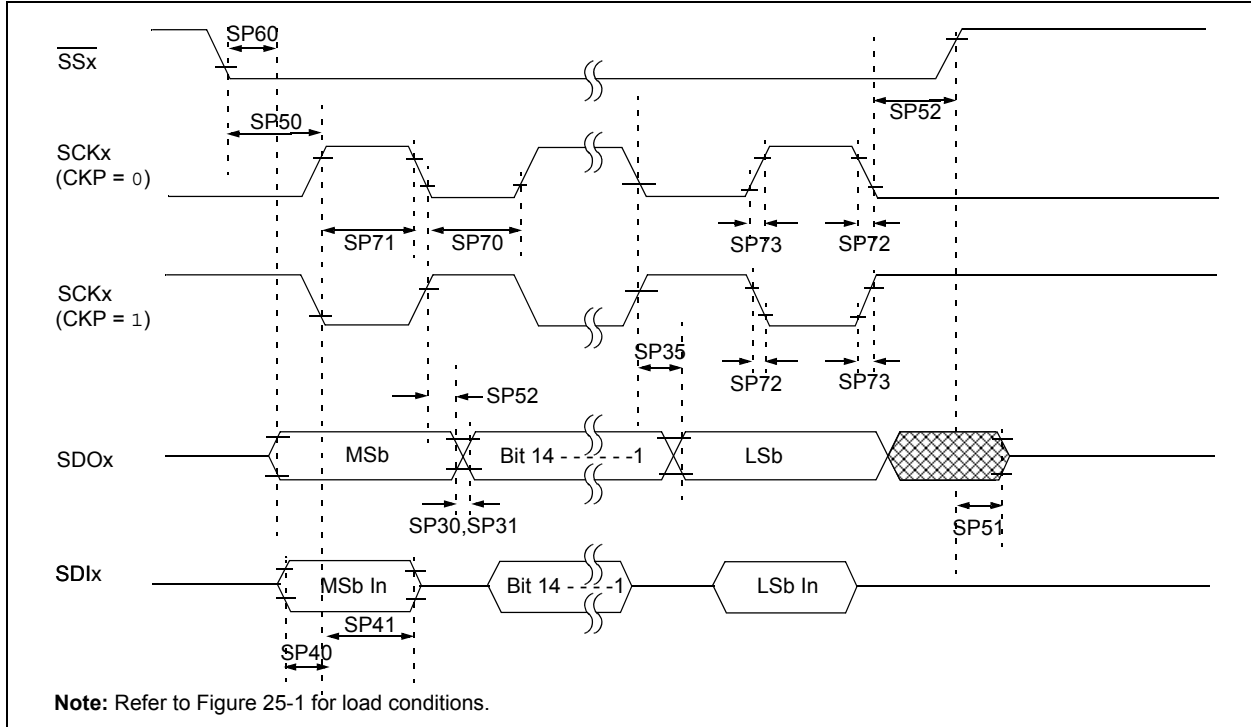 SP60
SSx
SP50
SP52
SCKx
(CKP = 0)
SP71
SP70
SP73
SP72
SCKx
(CKP = 1)
SP35
SP72
SP73
SP52
SDOx
MSb
Bit 14 - - - - - -1
LSb
SP30,SP31
SP51
SDIx
MSb In
Bit 14 - - - -1
LSb In
SP41
SP40
Note: Refer to Figure 25-1 for load conditions.